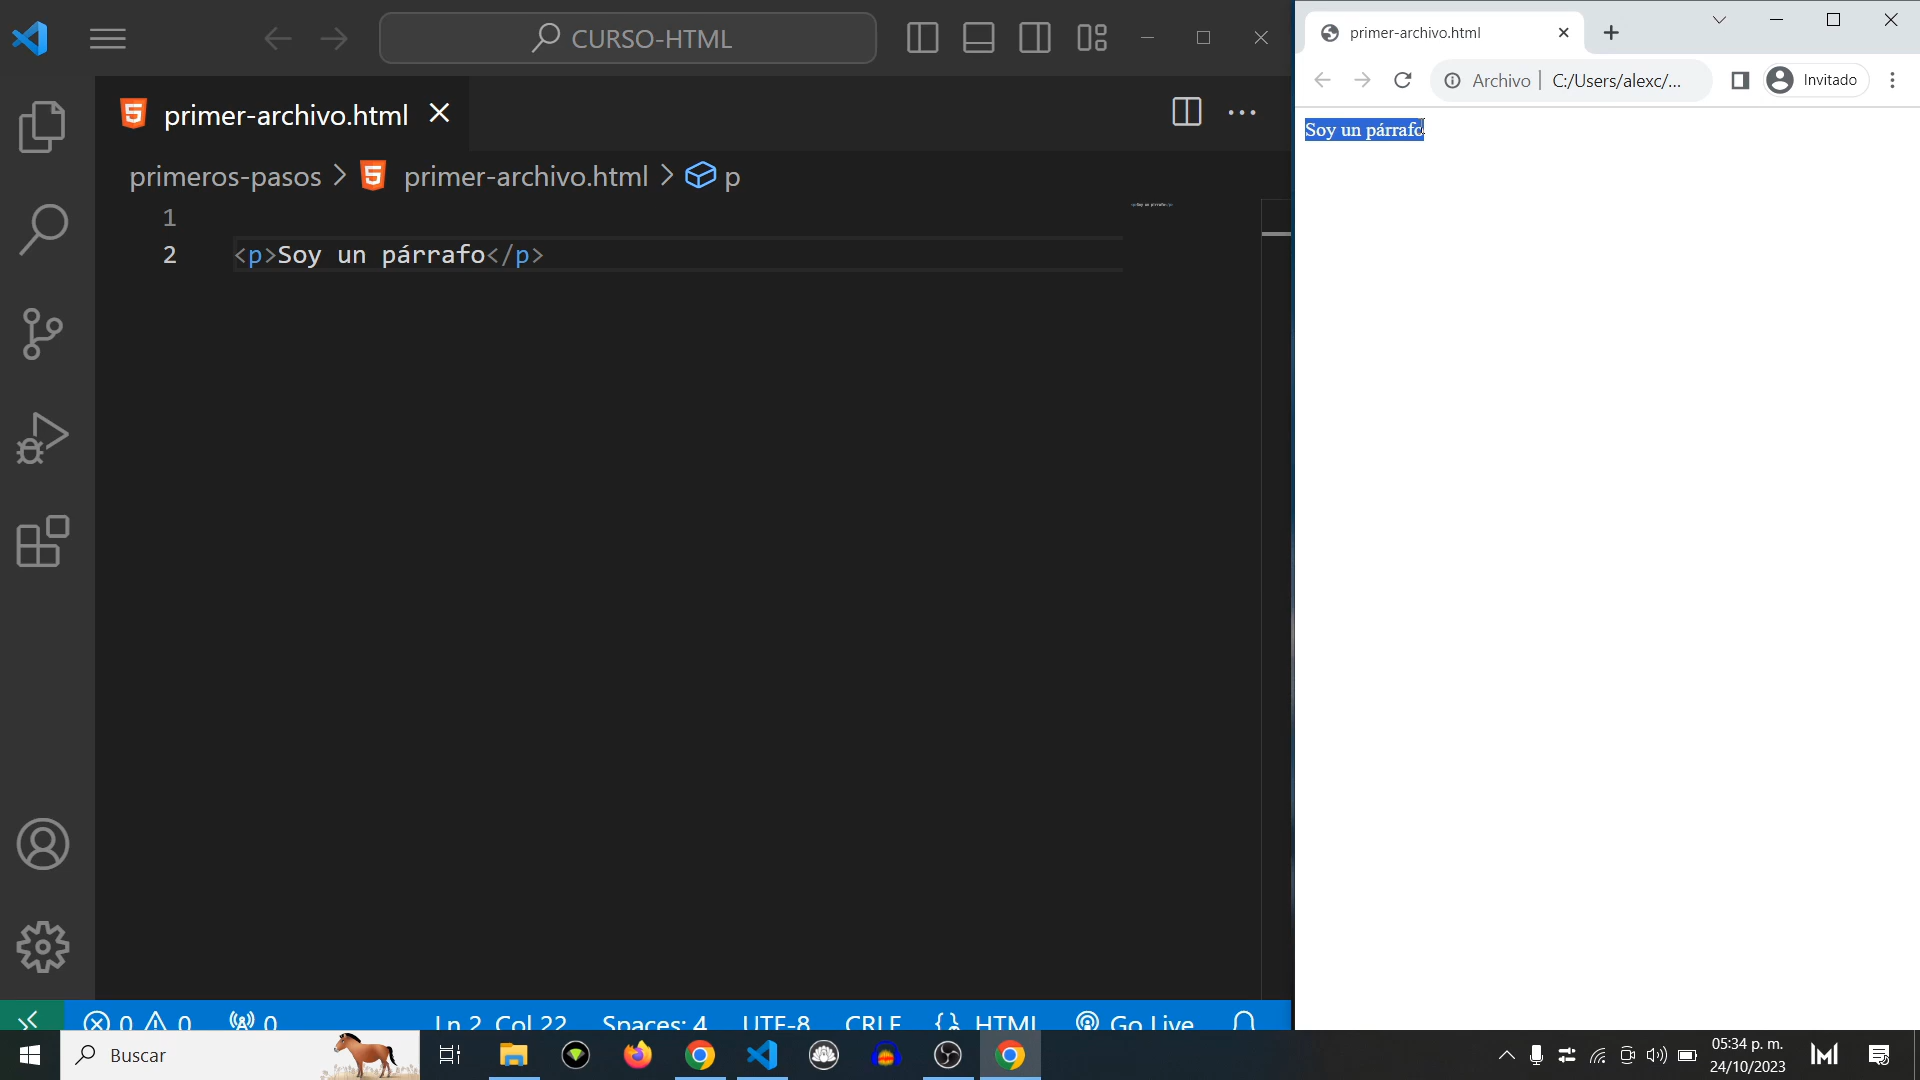 CURSO-HTML
primer-archivo.html
primeros-pasos > primer-archivo.html > p
1
2 <p>Soy un párrafo</p>
0 0 0 Ln 2, Col 22 Spaces: 4 UTF-8 CRLF {} HTML Go Live
primer-archivo.html
Archivo | C:/Users/alexc/... Invitado
Soy un párrafo
Buscar
05:34 p. m.
24/10/2023